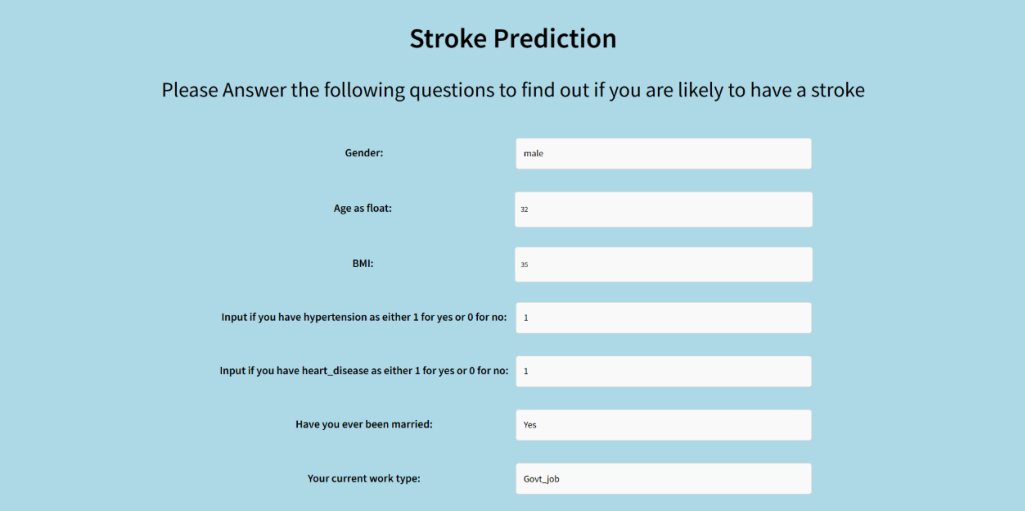 Stroke Prediction
Please Answer the following questions to find out if you are likely to have a stroke
Gender: male
Age as float: 32
BMI: 35
Input if you have hypertension as either 1 for yes or 0 for no: 1
Input if you have heart_disease as either 1 for yes or 0 for no: 1
Have you ever been married: Yes
Your current work type: Govt_job